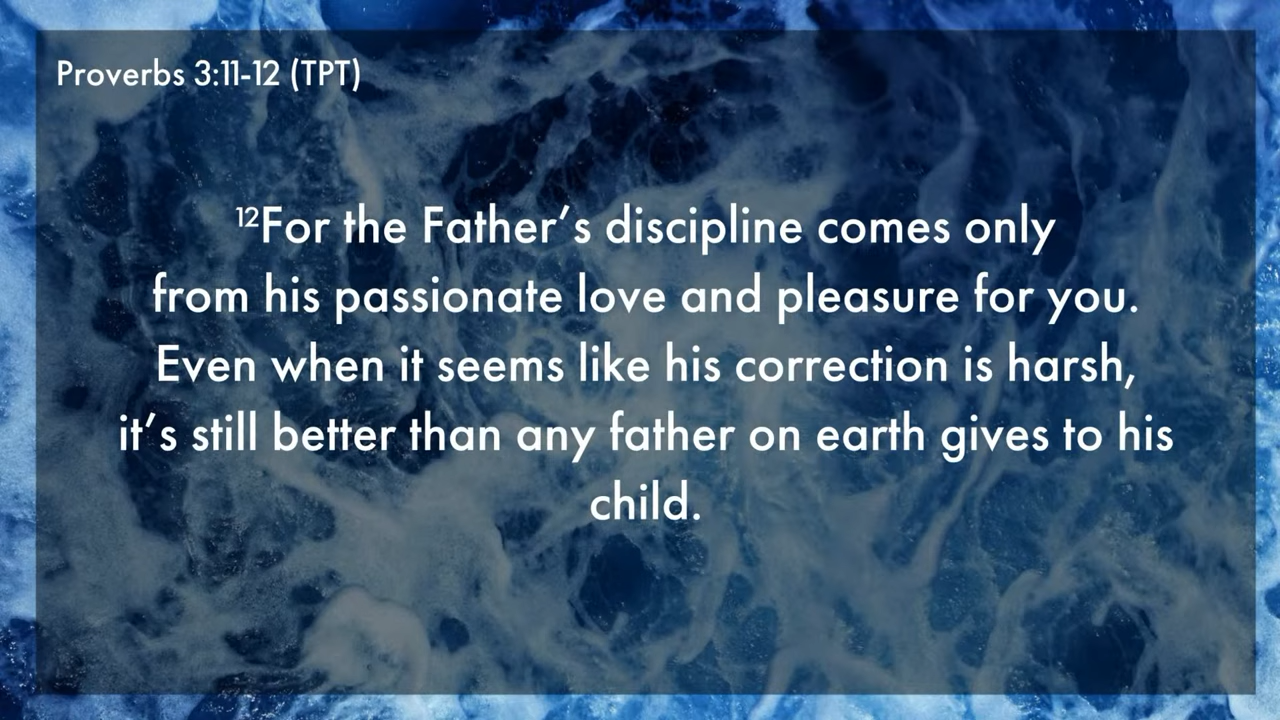 Proverbs 3:11-12 (TPT)
¹²For the Father’s discipline comes only
from his passionate love and pleasure for you.
Even when it seems like his correction is harsh,
it’s still better than any father on earth gives to his
child.